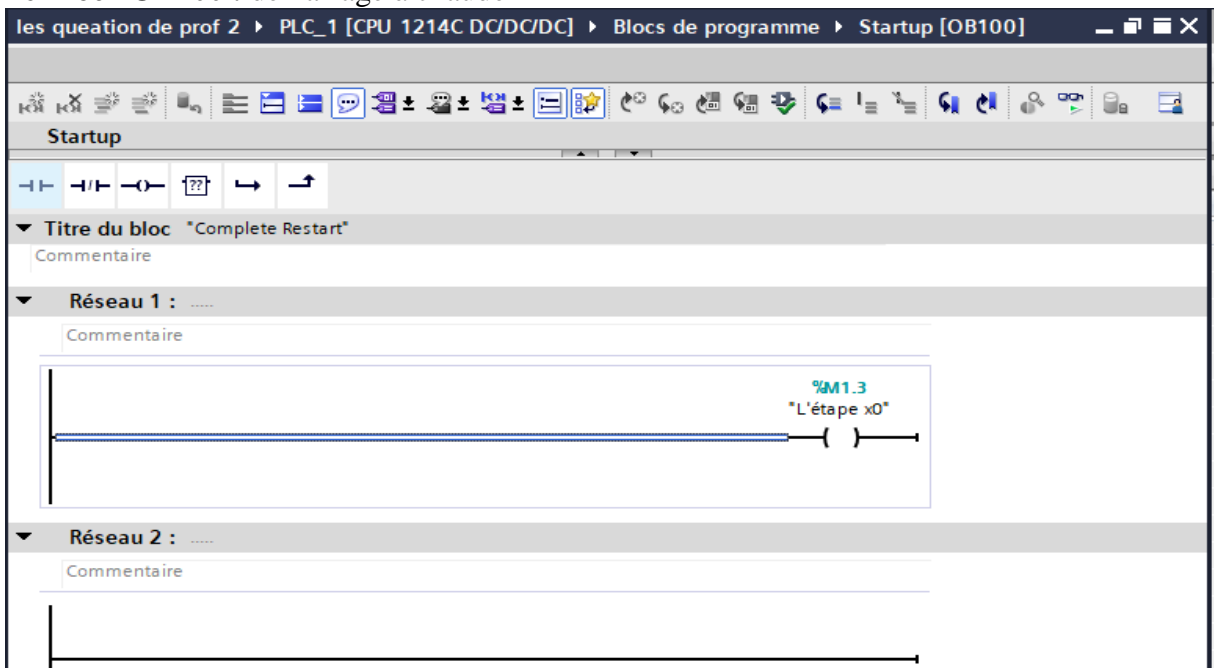 les queation de prof 2 ▸ PLC_1 [CPU 1214C DC/DC/DC] ▸ Blocs de programme ▸ Startup [OB100]
Startup
??
Titre du bloc "Complete Restart"
Commentaire
Réseau 1 : .....
Commentaire
%M1.3
"L'étape x0"
Réseau 2 : .....
Commentaire